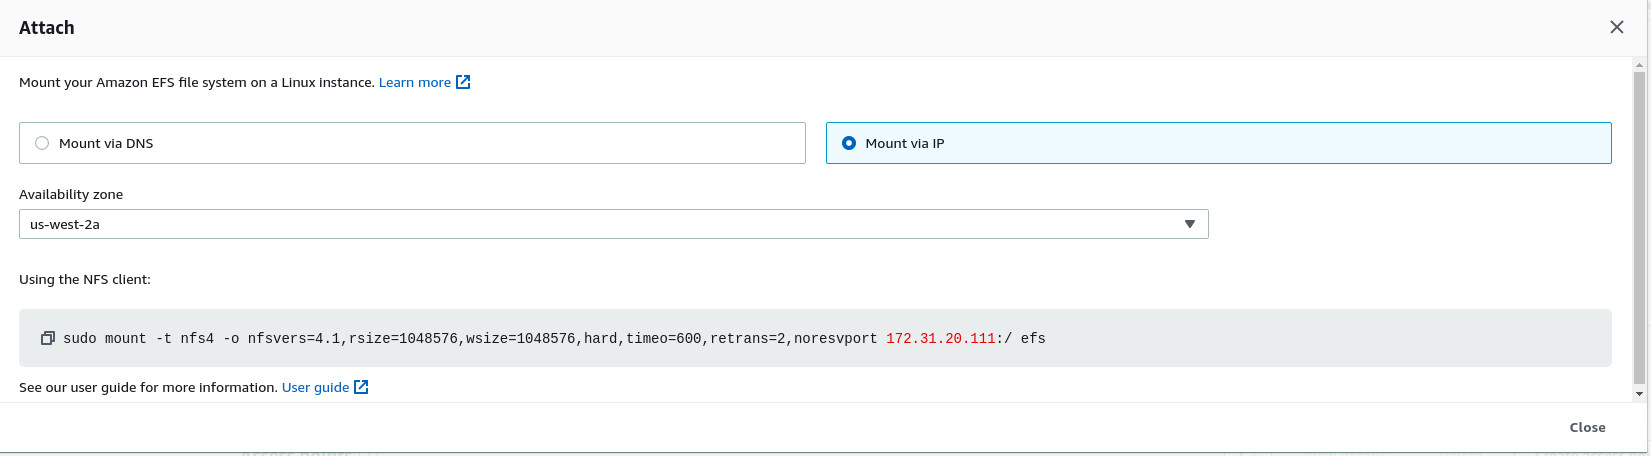 Attach
Mount your Amazon EFS file system on a Linux instance. Learn more
Mount via DNS
Mount via IP
Availability zone
us-west-2a
Using the NFS client:
sudo mount -t nfs4 -o nfsvers=4.1,rsize=1048576,wsize=1048576,hard,timeo=600,retrans=2,noresvport 172.31.20.111:/ efs
See our user guide for more information. User guide
Close